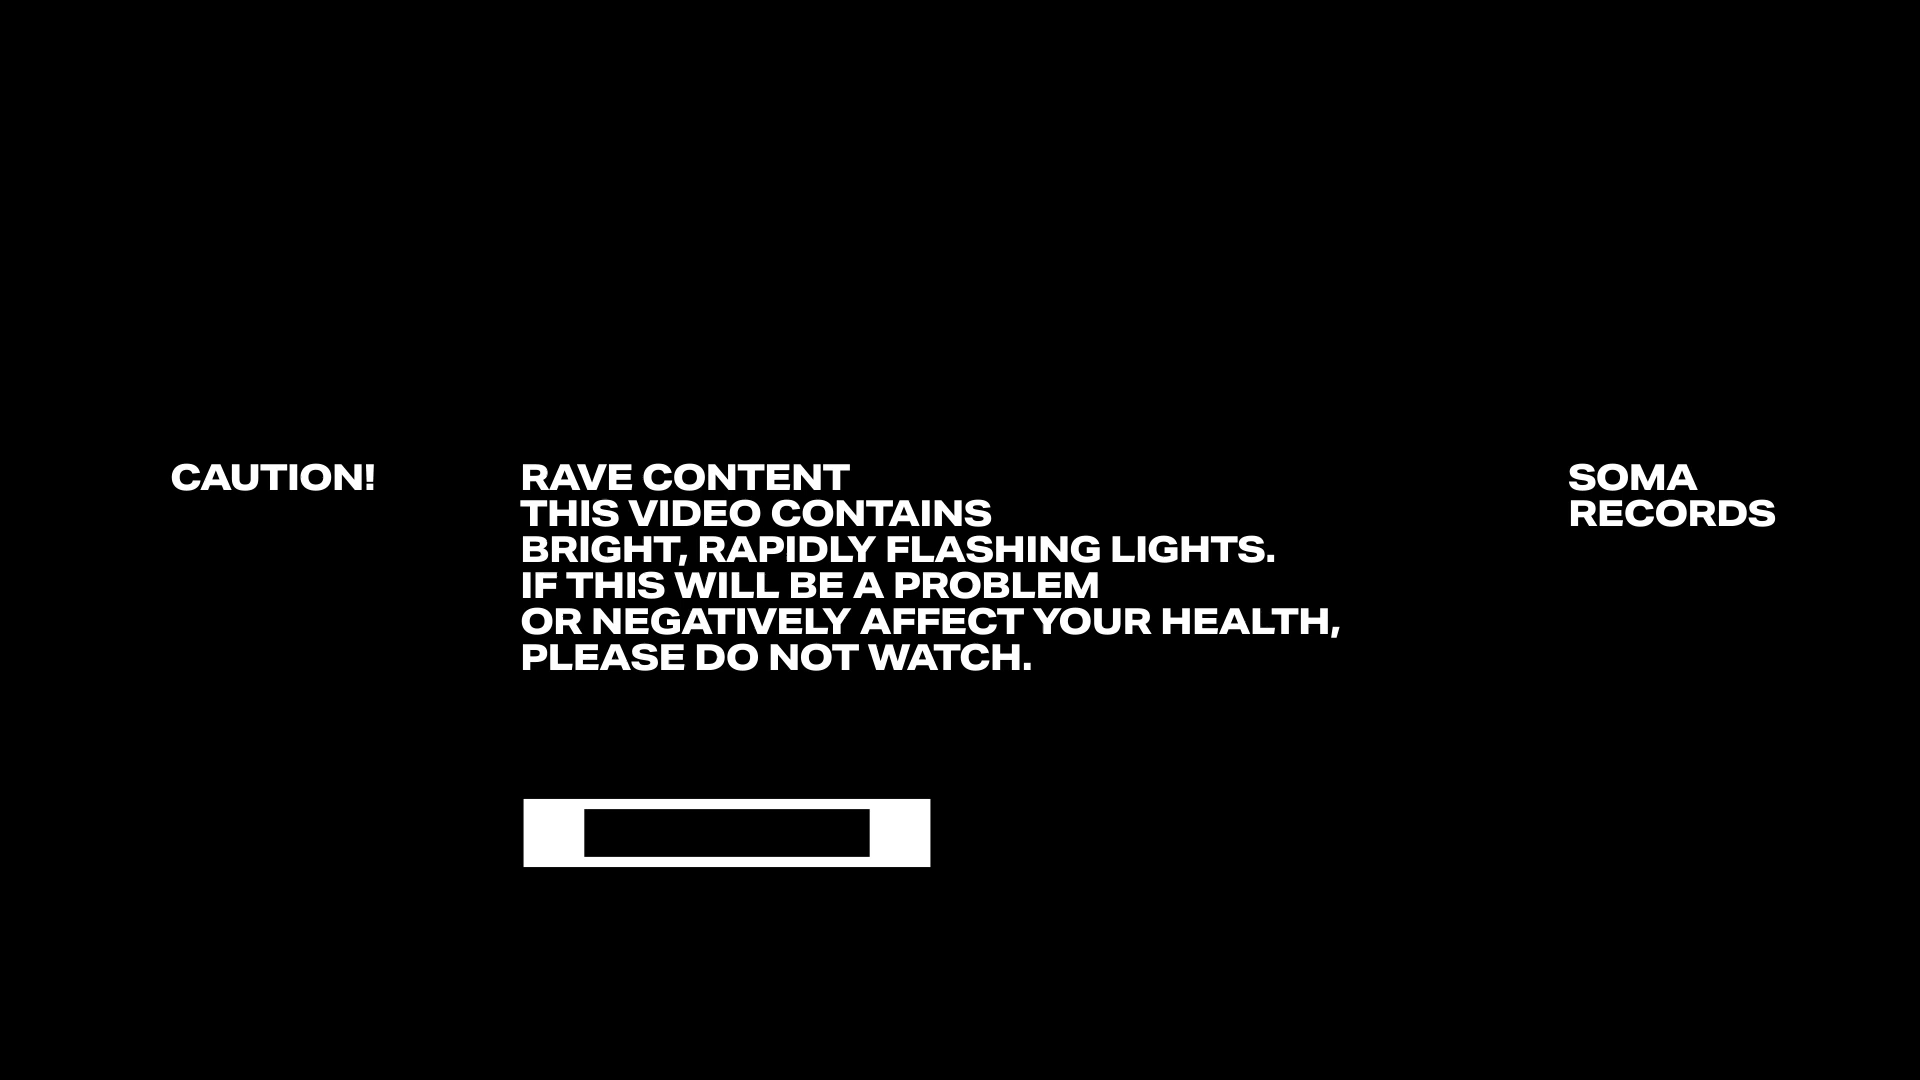 CAUTION!
RAVE CONTENT
THIS VIDEO CONTAINS
BRIGHT, RAPIDLY FLASHING LIGHTS.
IF THIS WILL BE A PROBLEM
OR NEGATIVELY AFFECT YOUR HEALTH,
PLEASE DO NOT WATCH.
SOMA
RECORDS